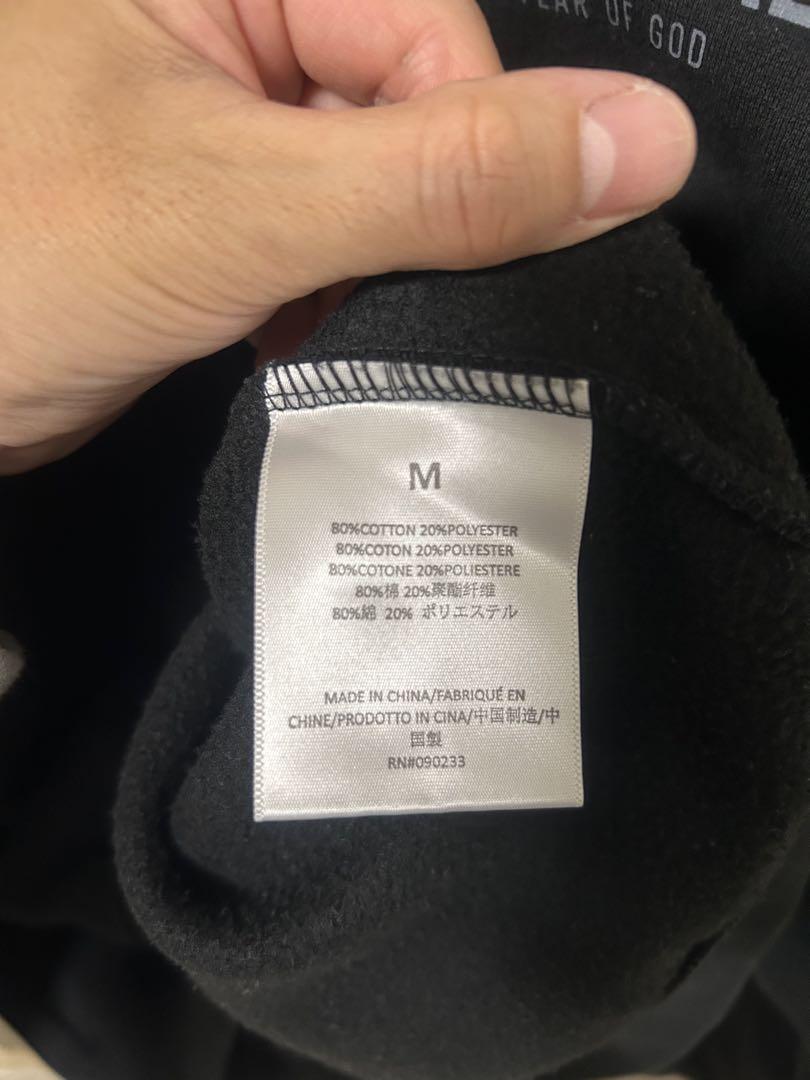 OF GOD
M
80%COTTON 20%POLYESTER
80%COTON 20%POLYESTER
80%COTONE 20%POLIESTERE
80%棉 20%聚酯纤维
80%綿 20% ポリエステル
MADE IN CHINA/FABRIQUÉ EN
CHINE/PRODOTTO IN CINA/中国制造/中
国製
RN#090233